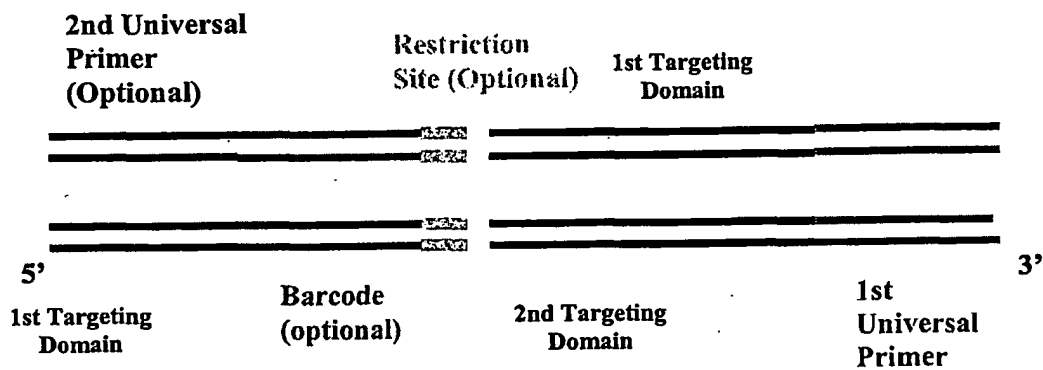 2nd Universal
Primer
(Optional)
Restriction
Site (Optional)
1st Targeting
Domain
5'
3'
1st Targeting
Domain
Barcode
(optional)
2nd Targeting
Domain
1st
Universal
Primer